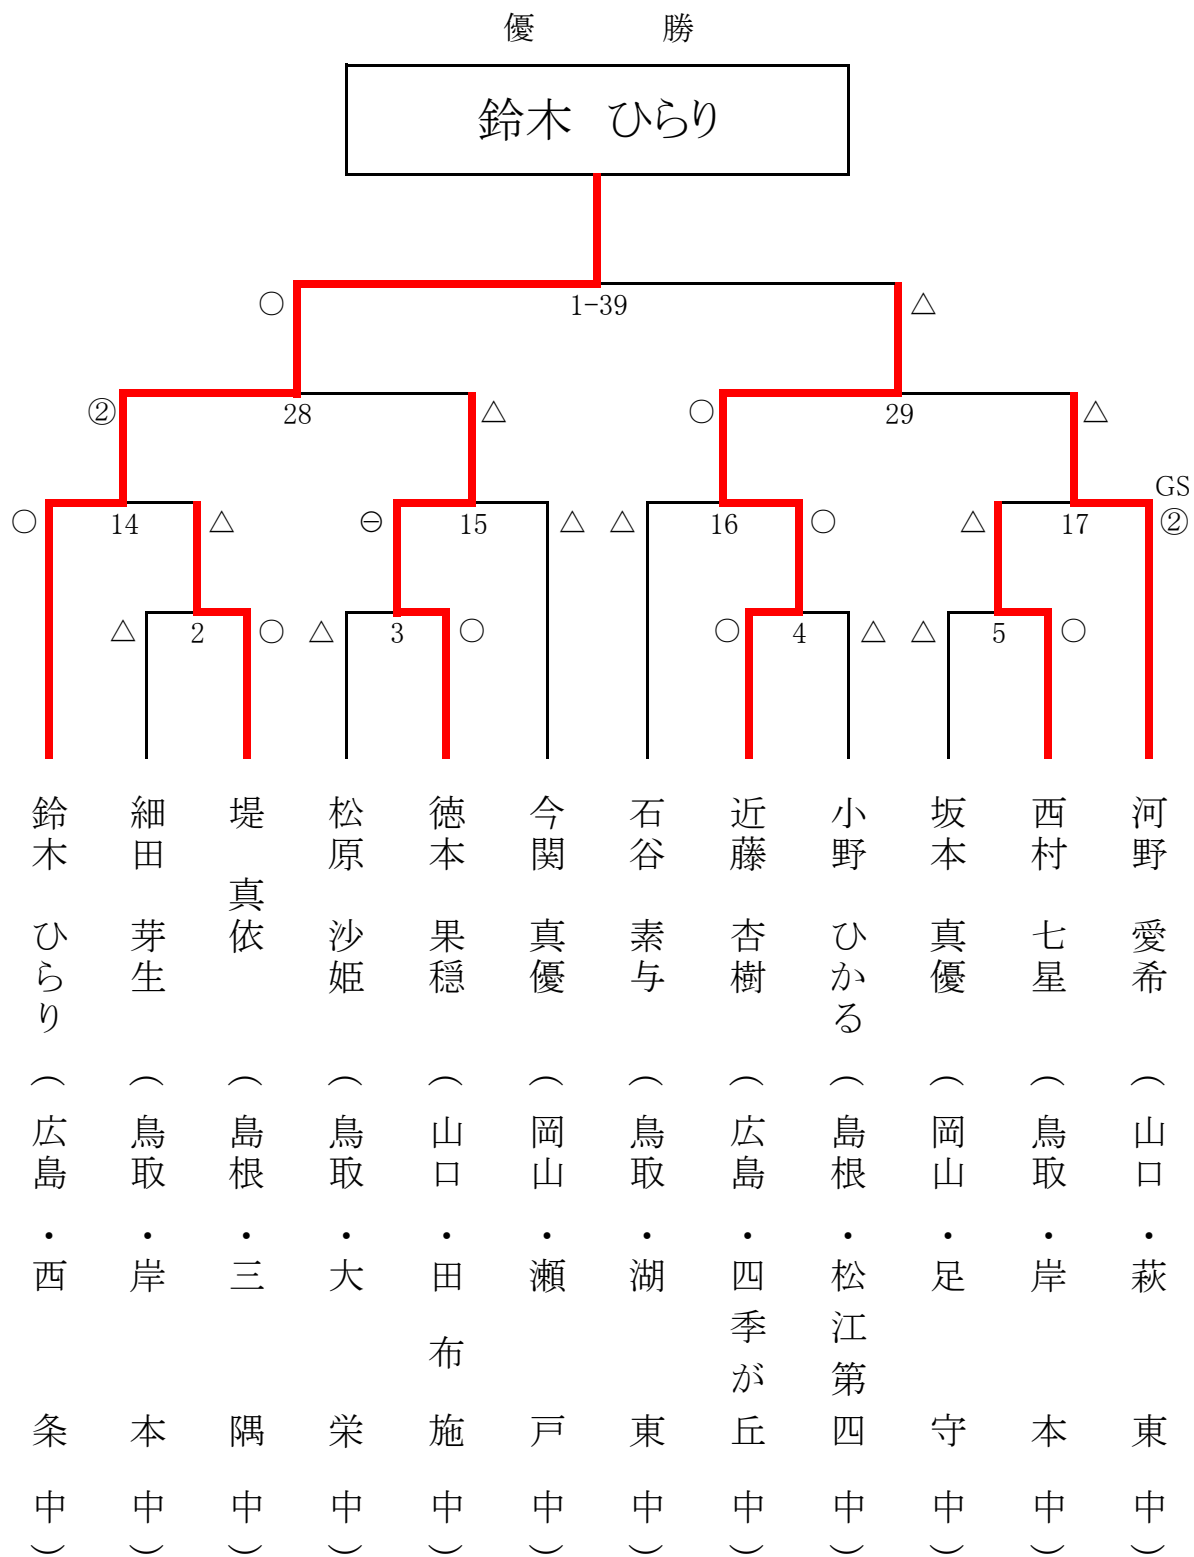 優　　　勝
鈴木　ひらり
○ 1-39 △
② 28 △ ○ 29 △
GS
○ 14 △ ⊖ 15 △ △ 16 ○ △ 17 ②
△ 2 ○ △ 3 ○ ○ 4 △ △ 5 ○
鈴木　ひらり（広島・西条中）
細田　芽生（鳥取・岸本中）
堤　真依（島根・三隅中）
松原　沙姫（鳥取・大栄中）
徳本　果穏（山口・田布施中）
今関　真優（岡山・瀬戸中）
石谷　素与（鳥取・湖東中）
近藤　杏樹（広島・四季が丘中）
小野　ひかる（島根・松江第四中）
坂本　真優（岡山・足守中）
西村　七星（鳥取・岸本中）
河野　愛希（山口・萩東中）